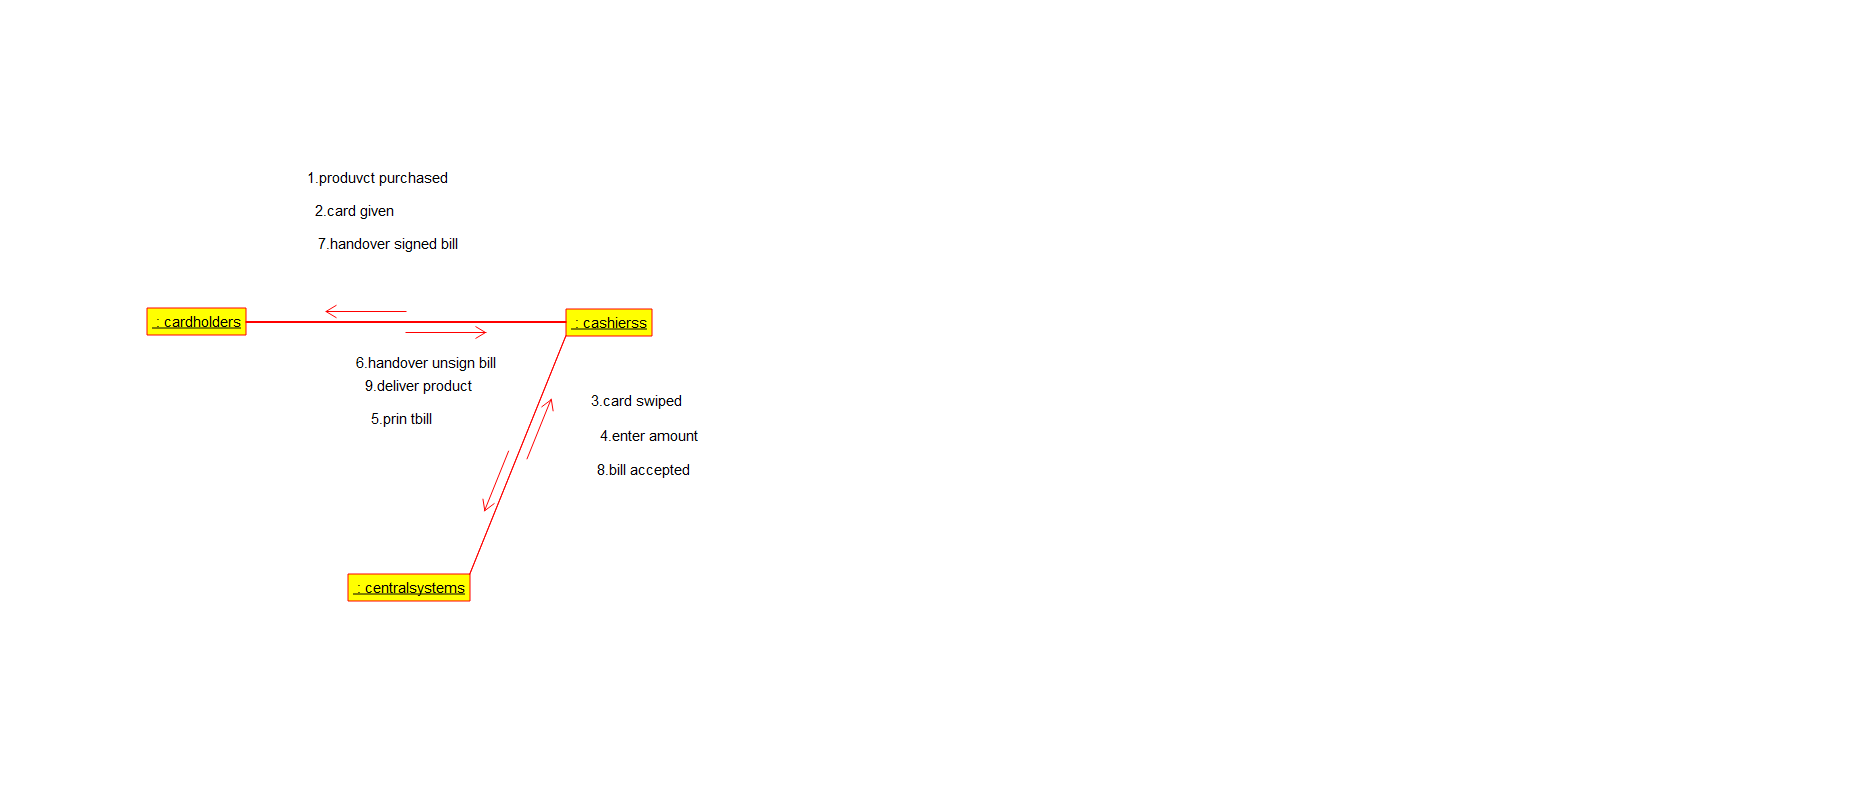 1.produvct purchased
2.card given
7.handover signed bill
: cardholders
: cashierss
6.handover unsign bill
9.deliver product
5.prin tbill
3.card swiped
4.enter amount
8.bill accepted
: centralsystems